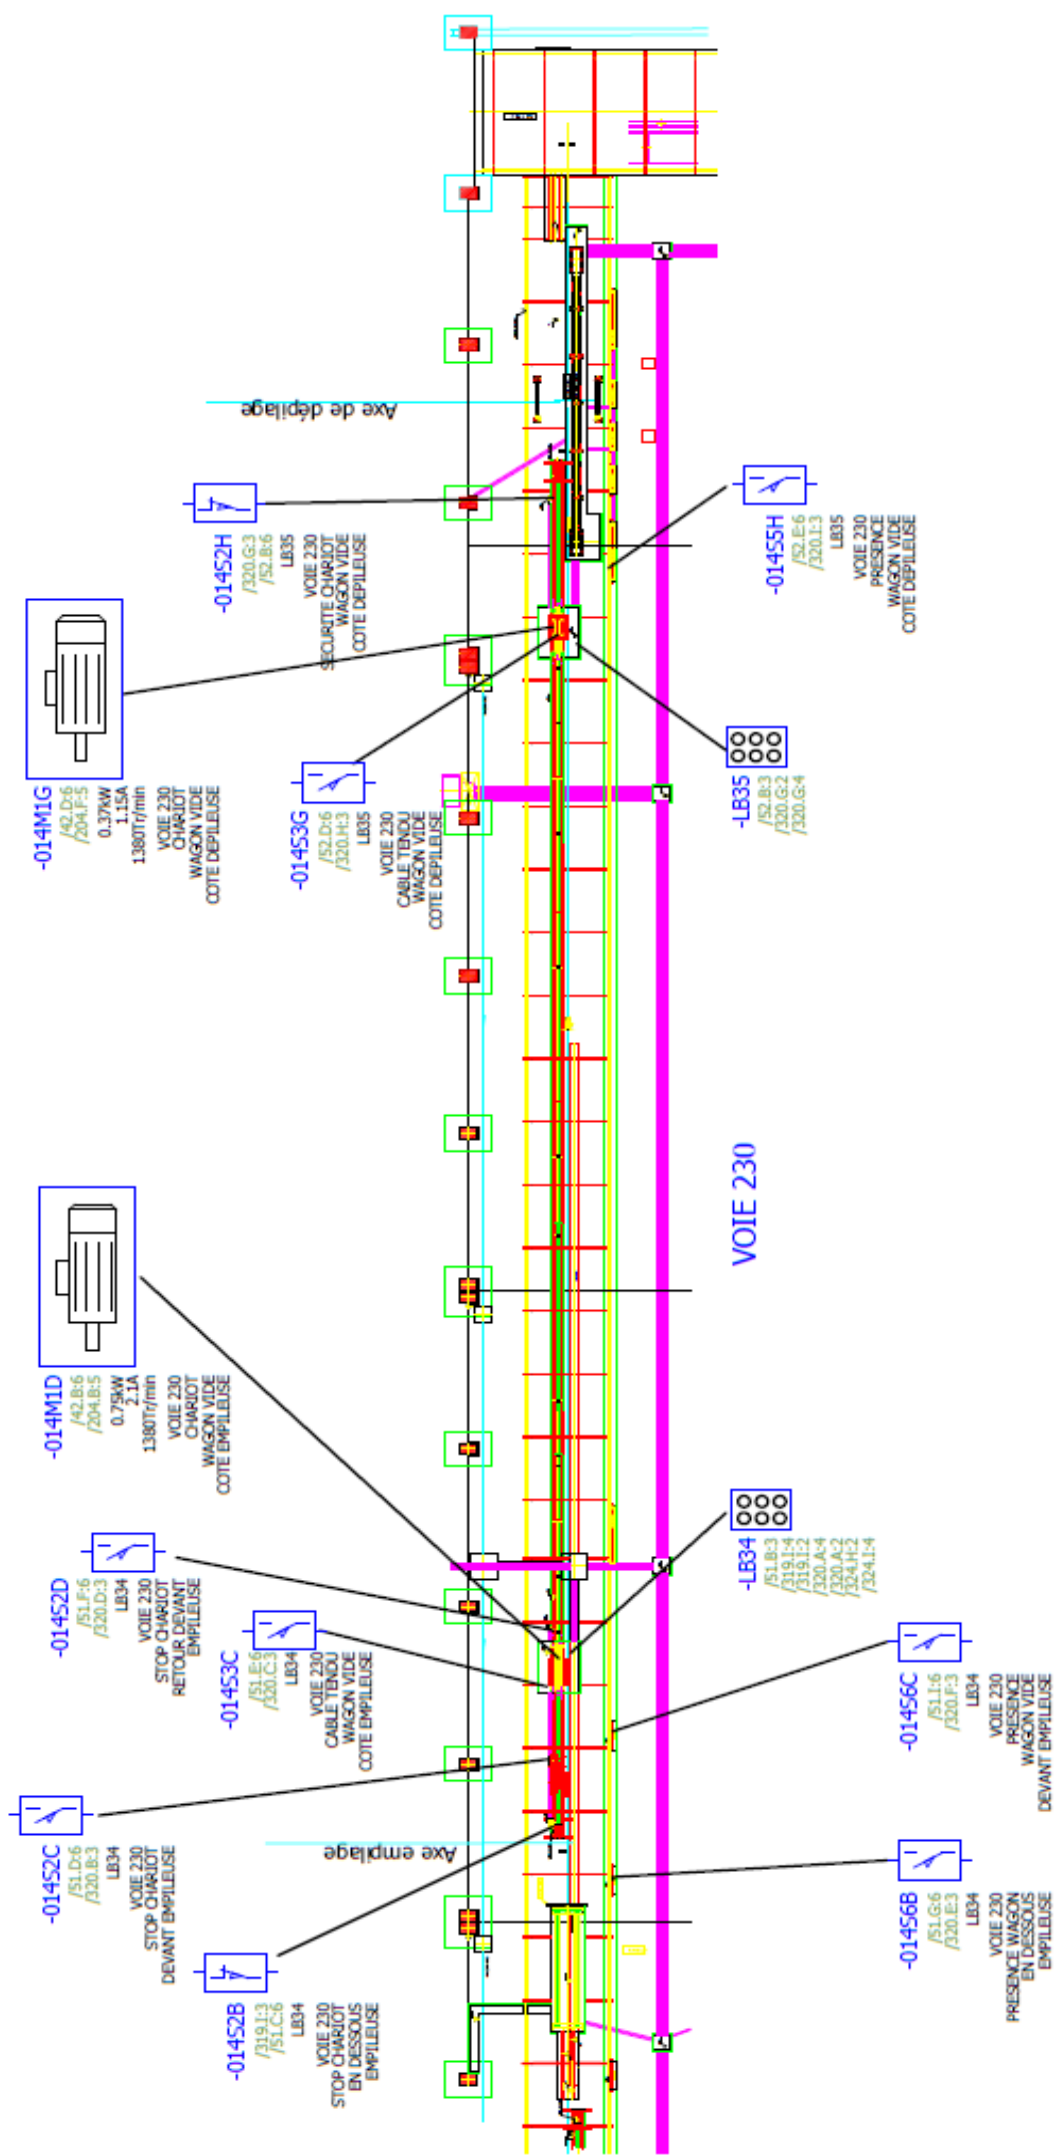 Axe de dépilage
-014S2H
/320.G:3
/52.B:6
LB35
VOIE 230
SECURITE CHARIOT
WAGON VIDE
COTE DEPILEUSE
-014S5H
/52.E:6
/320.I:3
LB35
VOIE 230
PRESENCE
WAGON VIDE
COTE DEPILEUSE
-014M1G
/42.D:6
/204.F:5
0.37kW
1.15A
1380Tr/min
VOIE 230
CHARIOT
WAGON VIDE
COTE DEPILEUSE
-014S3G
/52.D:6
/320.H:3
LB35
VOIE 230
CABLE TENDU
WAGON VIDE
COTE DEPILEUSE
-LB35
/52.B:3
/320.G:2
/320.G:4
VOIE 230
-014M1D
/42.B:6
/204.B:5
0.75kW
2.1A
1380Tr/min
VOIE 230
CHARIOT
WAGON VIDE
COTE EMPILEUSE
-014S2D
/51.F:6
/320.D:3
LB34
VOIE 230
STOP CHARIOT
RETOUR DEVANT
EMPILEUSE
-014S3C
/51.E:6
/320.C:3
LB34
VOIE 230
CABLE TENDU
WAGON VIDE
COTE EMPILEUSE
-LB34
/51.B:3
/319.I:4
/319.I:2
/320.A:4
/320.A:2
/324.H:2
/324.I:4
-014S2C
/51.D:6
/320.B:3
LB34
VOIE 230
STOP CHARIOT
DEVANT EMPILEUSE
-014S6C
/51.I:6
/320.F:3
LB34
VOIE 230
PRESENCE
WAGON VIDE
DEVANT EMPILEUSE
Axe empilage
-014S2B
/319.I:3
/51.C:6
LB34
VOIE 230
STOP CHARIOT
EN DESSOUS
EMPILEUSE
-014S6B
/51.G:6
/320.E:3
LB34
VOIE 230
PRESENCE WAGON
EN DESSOUS
EMPILEUSE